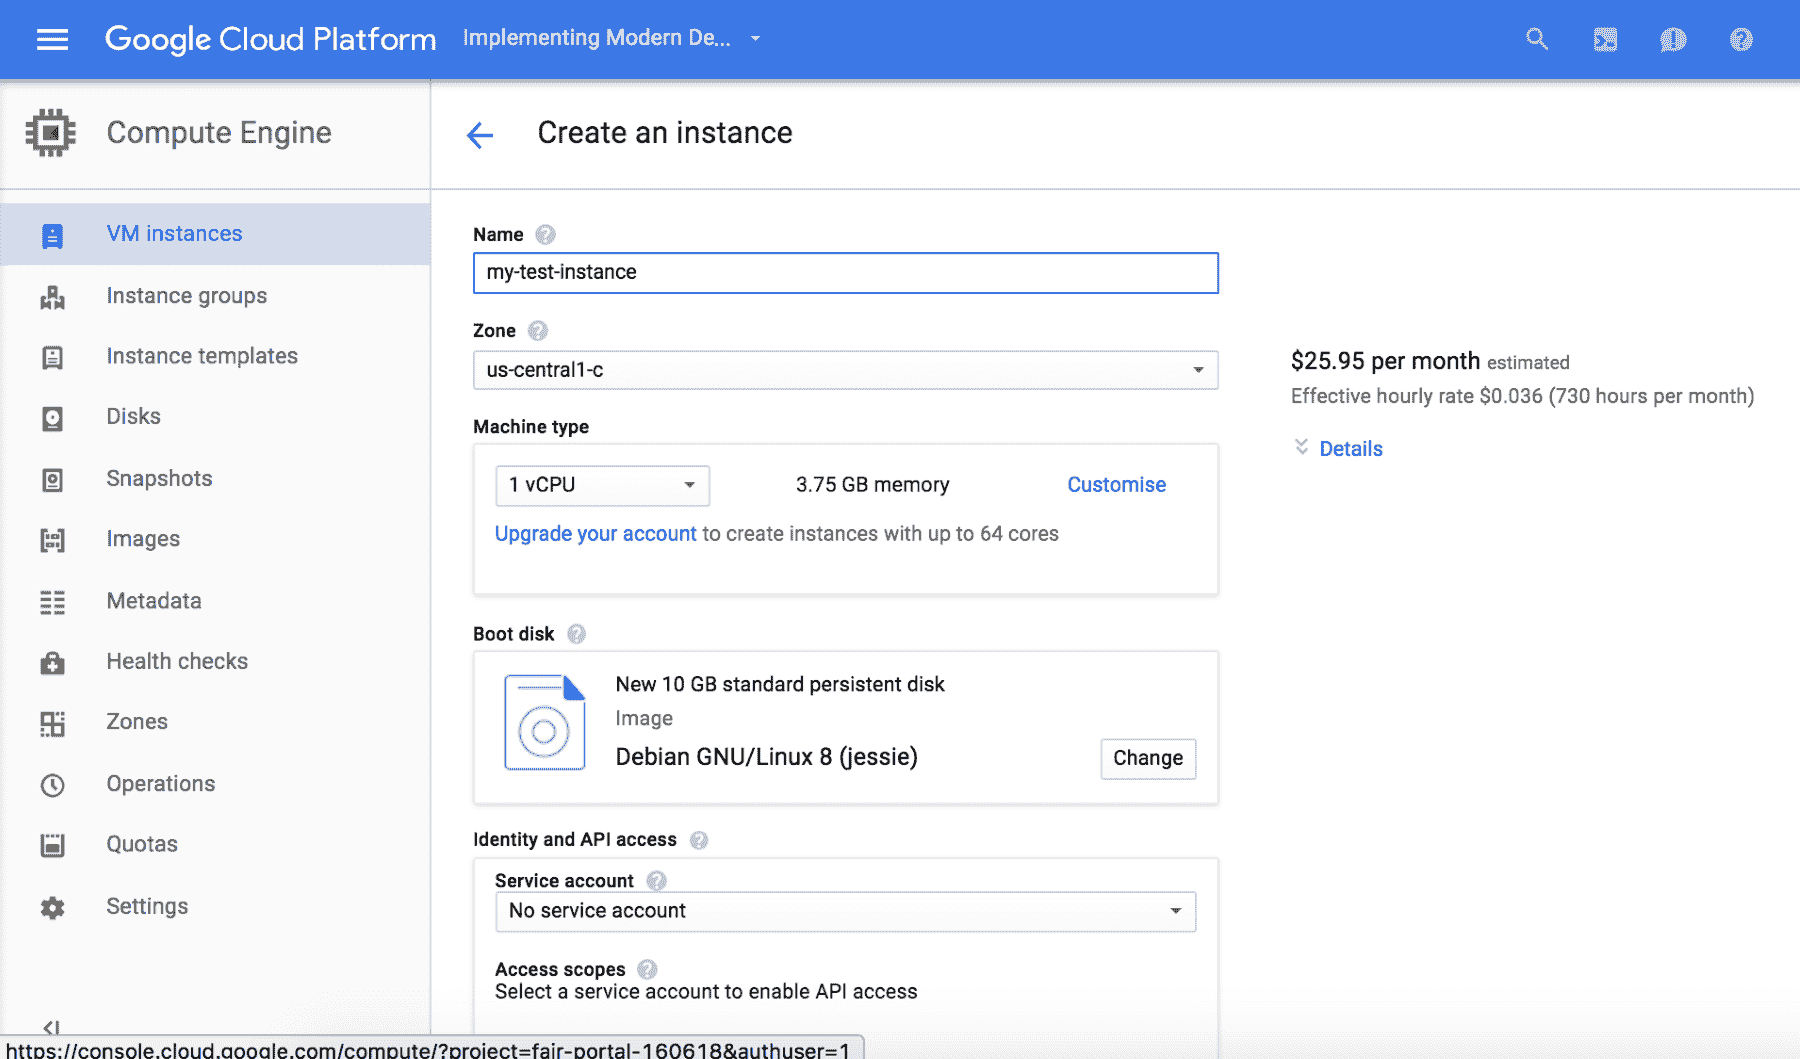 Google Cloud Platform Implementing Modern De...
Compute Engine
Create an instance
VM instances
Instance groups
Instance templates
Disks
Snapshots
Images
Metadata
Health checks
Zones
Operations
Quotas
Settings
Name
my-test-instance
Zone
us-central1-c
Machine type
1 vCPU 3.75 GB memory Customise
Upgrade your account to create instances with up to 64 cores
Boot disk
New 10 GB standard persistent disk
Image
Debian GNU/Linux 8 (jessie)
Change
Identity and API access
Service account
No service account
Access scopes
Select a service account to enable API access
$25.95 per month estimated
Effective hourly rate $0.036 (730 hours per month)
Details
https://console.cloud.google.com/compute/?project=fair-portal-160618&authuser=1